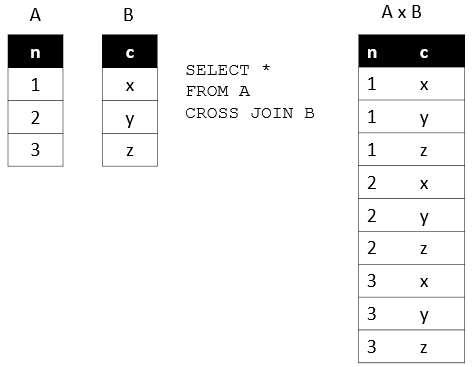 A
n
1
2
3
B
c
x
y
z
SELECT *
FROM A
CROSS JOIN B
A x B
n c
1 x
1 y
1 z
2 x
2 y
2 z
3 x
3 y
3 z